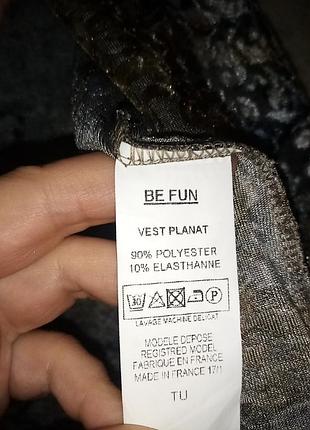 BE FUN
VEST PLANAT
90% POLYESTER
10% ELASTHANNE
30 P
LAVAGE MACHINE DELICAT
MODELE DEPOSE
REGISTRED MODEL
FABRIQUE EN FRANCE
MADE IN FRANCE 17/1
TU